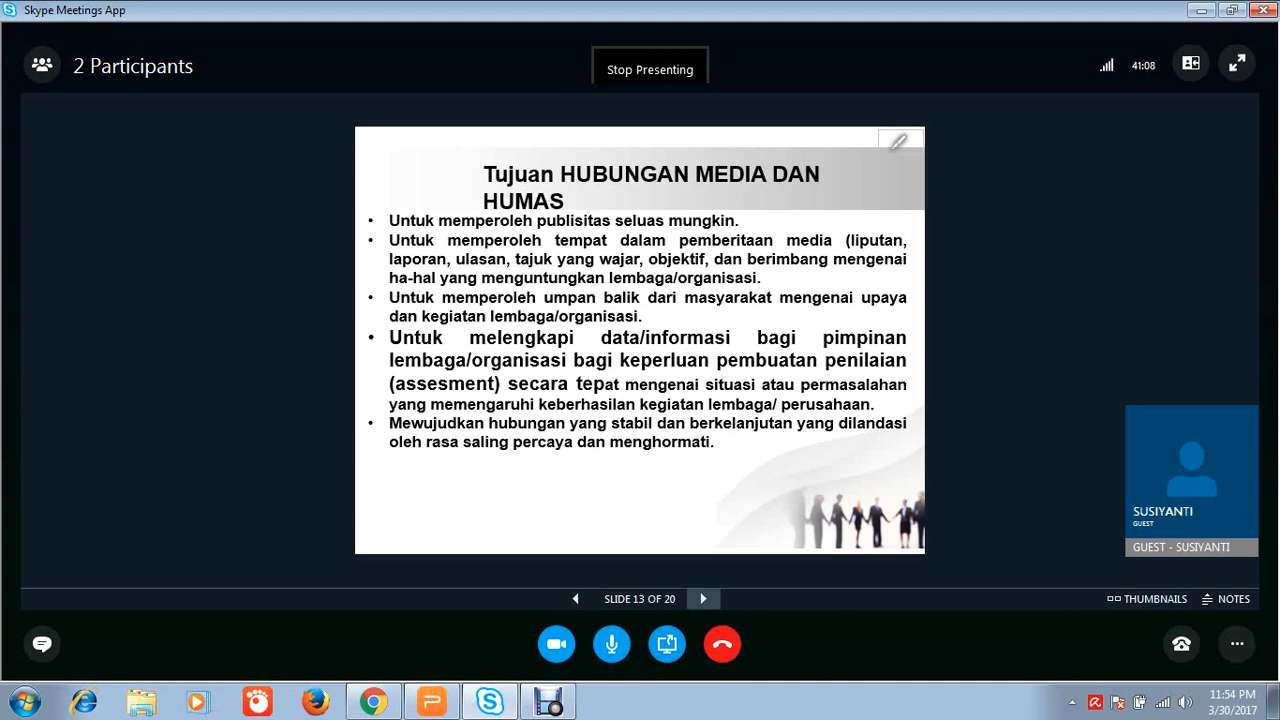 Skype Meetings App
2 Participants
Stop Presenting
41:08
Tujuan HUBUNGAN MEDIA DAN
HUMAS
• Untuk memperoleh publisitas seluas mungkin.
• Untuk memperoleh tempat dalam pemberitaan media (liputan,
laporan, ulasan, tajuk yang wajar, objektif, dan berimbang mengenai
ha-hal yang menguntungkan lembaga/organisasi.
• Untuk memperoleh umpan balik dari masyarakat mengenai upaya
dan kegiatan lembaga/organisasi.
• Untuk melengkapi data/informasi bagi pimpinan
lembaga/organisasi bagi keperluan pembuatan penilaian
(assesment) secara tepat mengenai situasi atau permasalahan
yang memengaruhi keberhasilan kegiatan lembaga/ perusahaan.
• Mewujudkan hubungan yang stabil dan berkelanjutan yang dilandasi
oleh rasa saling percaya dan menghormati.
SUSIYANTI
GUEST
GUEST - SUSIYANTI
SLIDE 13 OF 20
THUMBNAILS
NOTES
11:54 PM
3/30/2017